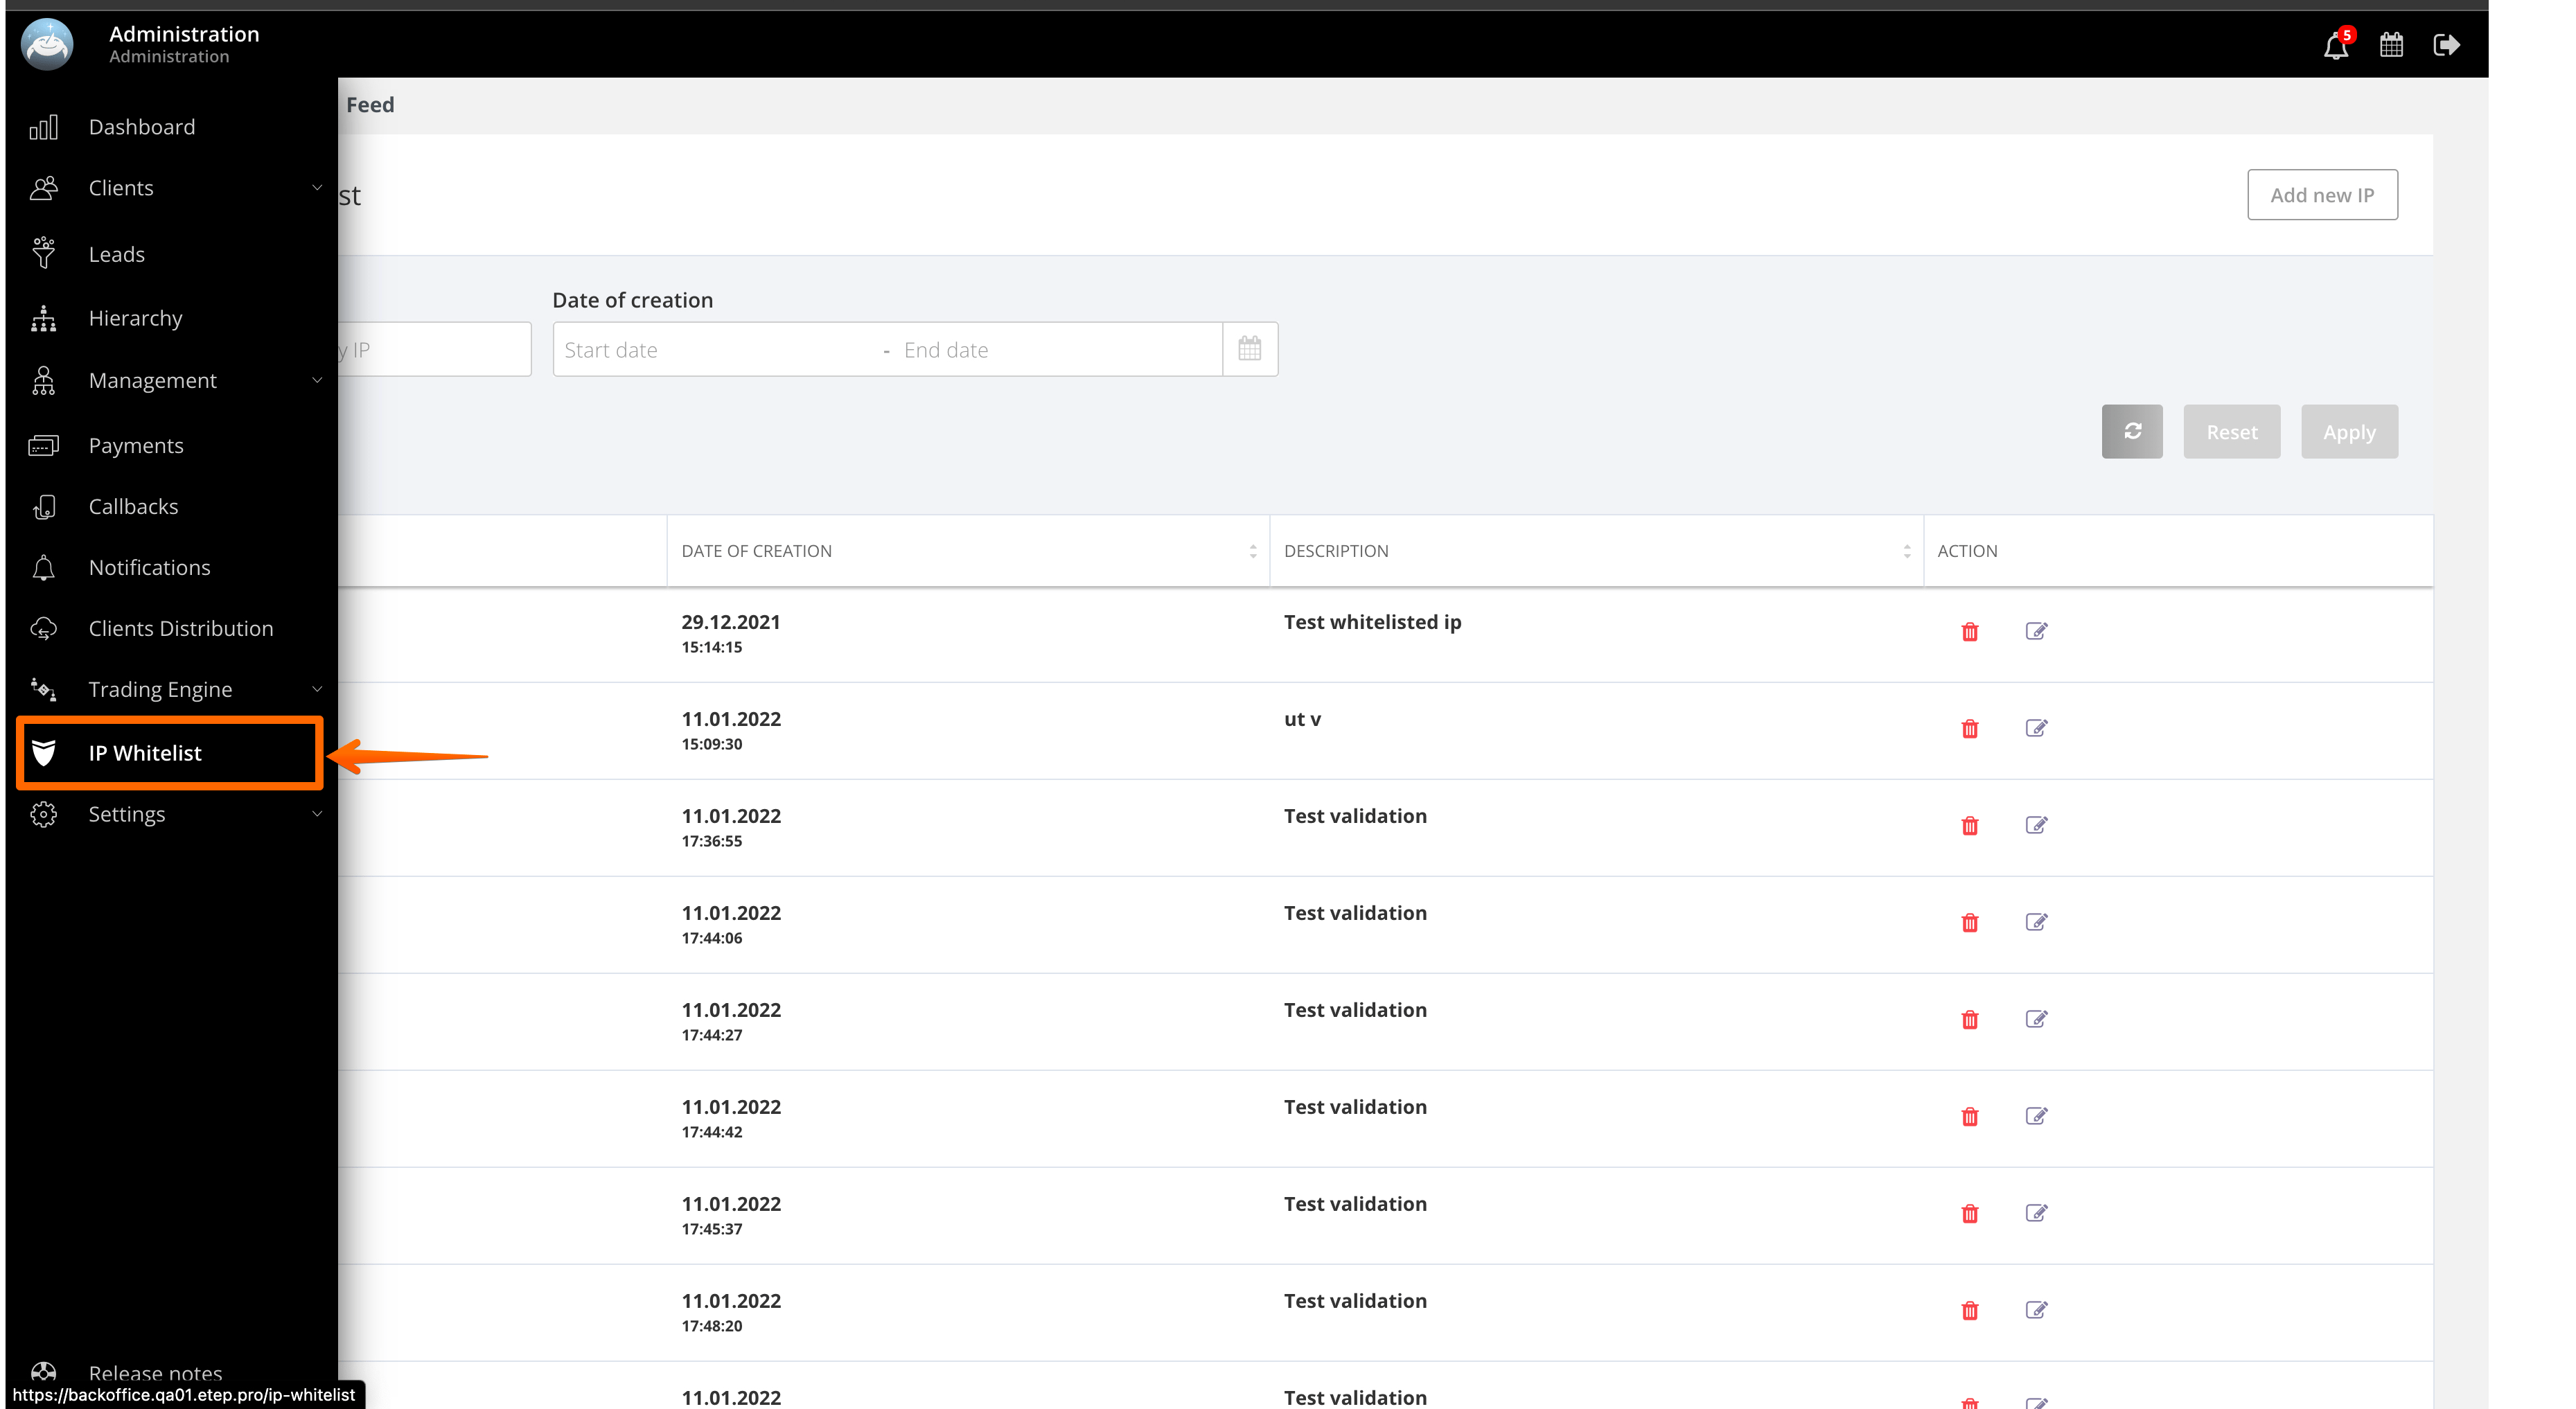 Administration
Administration
5
Dashboard
Feed
Clients
st
Add new IP
Leads
Date of creation
Hierarchy
y IP
Start date - End date
Management
Reset
Apply
Payments
Callbacks
DATE OF CREATION
DESCRIPTION
ACTION
Notifications
Clients Distribution
Trading Engine
IP Whitelist
Settings
29.12.2021
15:14:15
Test whitelisted ip
11.01.2022
15:09:30
ut v
11.01.2022
17:36:55
Test validation
11.01.2022
17:44:06
Test validation
11.01.2022
17:44:27
Test validation
11.01.2022
17:44:42
Test validation
11.01.2022
17:45:37
Test validation
11.01.2022
17:48:20
Test validation
11.01.2022
Test validation
Release notes
https://backoffice.qa01.etep.pro/ip-whitelist